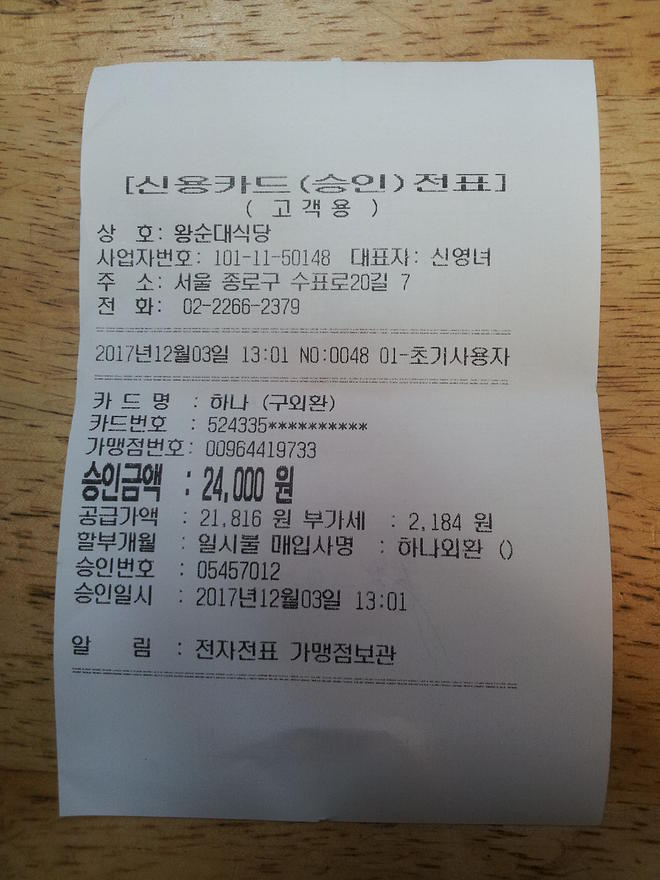 [신용카드(승인)전표]
( 고객용 )
상 호: 왕순대식당
사업자번호: 101-11-50148 대표자: 신영녀
주 소: 서울 종로구 수표로20길 7
전 화: 02-2266-2379
2017년12월03일 13:01 NO:0048 01-초기사용자
카 드 명 : 하나 (구외환)
카드번호 : 524335**********
가맹점번호: 00964419733
승인금액 : 24,000 원
공급가액 : 21,816 원 부가세 : 2,184 원
할부개월 : 일시불 매입사명 : 하나외환 ()
승인번호 : 05457012
승인일시 : 2017년12월03일 13:01
알 림 : 전자전표 가맹점보관